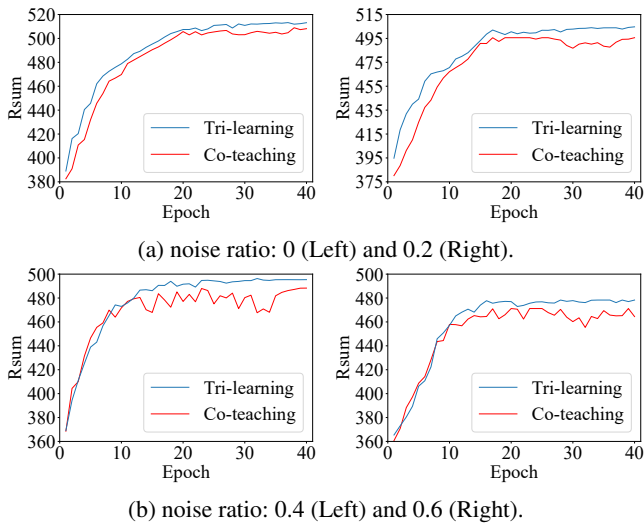 520
500
480
460
440
420
400
380
Rsum
0
10
20
30
40
Epoch
Tri-learning
Co-teaching
515
495
475
455
435
415
395
375
Rsum
0
10
20
30
40
Epoch
Tri-learning
Co-teaching
(a) noise ratio: 0 (Left) and 0.2 (Right).
500
480
460
440
420
400
380
360
Rsum
0
10
20
30
40
Epoch
Tri-learning
Co-teaching
500
480
460
440
420
400
380
360
Rsum
0
10
20
30
40
Epoch
Tri-learning
Co-teaching
(b) noise ratio: 0.4 (Left) and 0.6 (Right).